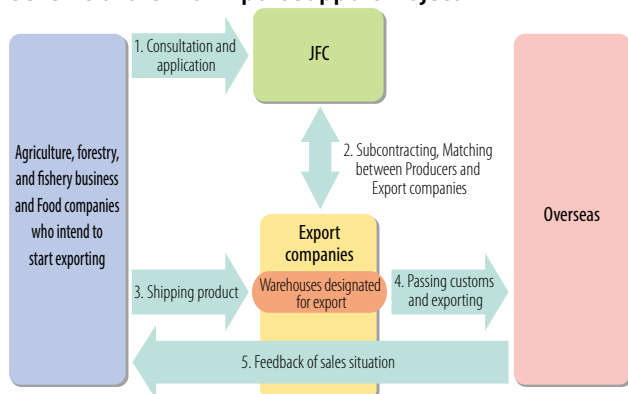 1. Consultation and
application
JFC
2. Subcontracting, Matching
between Producers and
Export companies
Agriculture, forestry,
and fishery business
and Food companies
who intend to
start exporting
Overseas
Export
companies
3. Shipping product
Warehouses designated
for export
4. Passing customs
and exporting
5. Feedback of sales situation